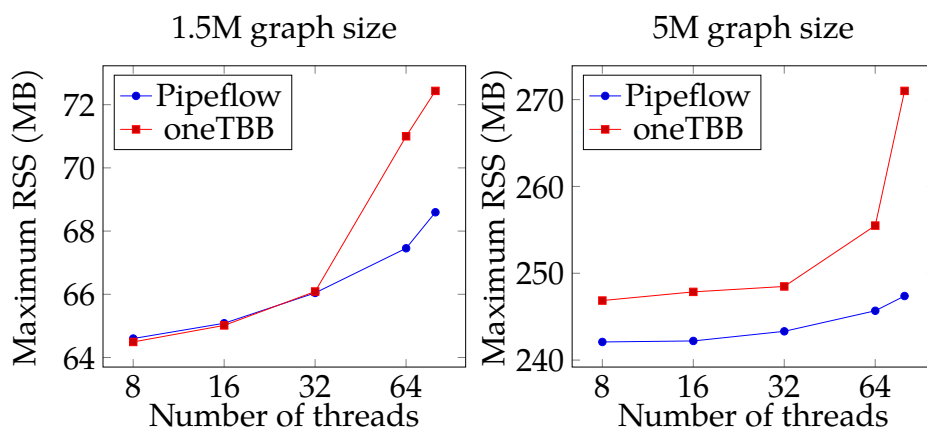 1.5M graph size
Maximum RSS (MB)
72
70
68
66
64
Pipeflow
oneTBB
8 16 32 64
Number of threads
5M graph size
Maximum RSS (MB)
270
260
250
240
Pipeflow
oneTBB
8 16 32 64
Number of threads